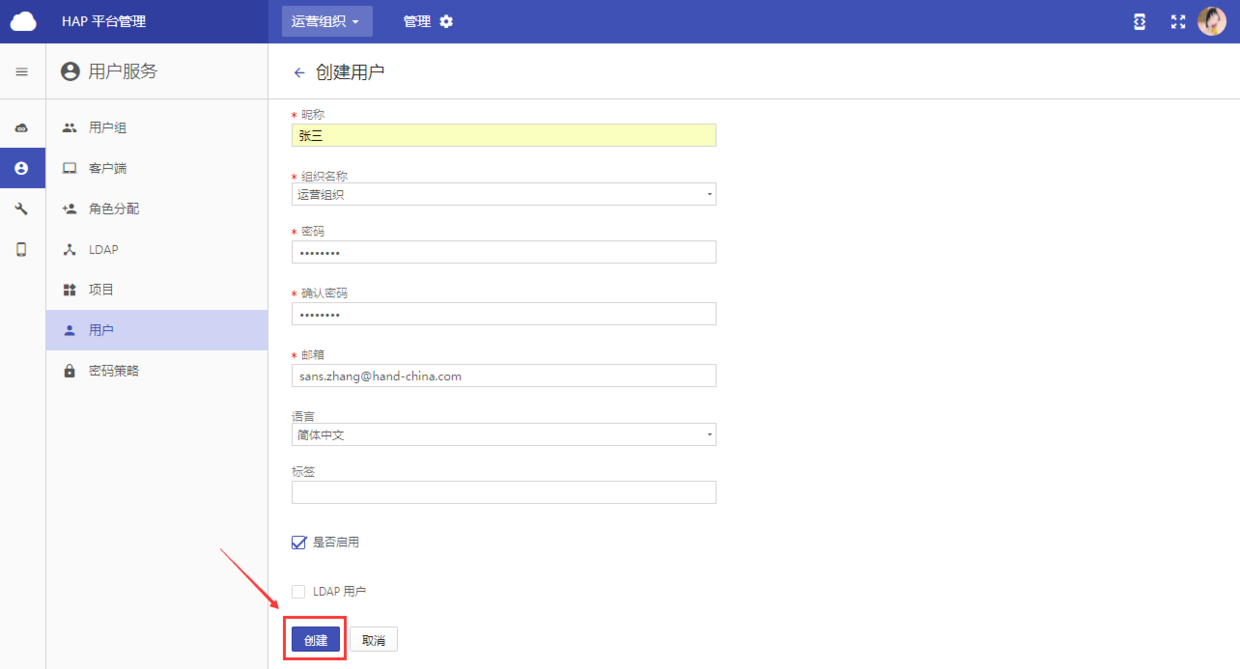 HAP 平台管理
运营组织
管理
用户服务
创建用户
用户组
客户端
角色分配
LDAP
项目
用户
密码策略
* 昵称
张三
* 组织名称
运营组织
* 密码
••••••••
* 确认密码
••••••••
* 邮箱
sans.zhang@hand-china.com
语言
简体中文
标签
是否启用
LDAP 用户
创建 取消